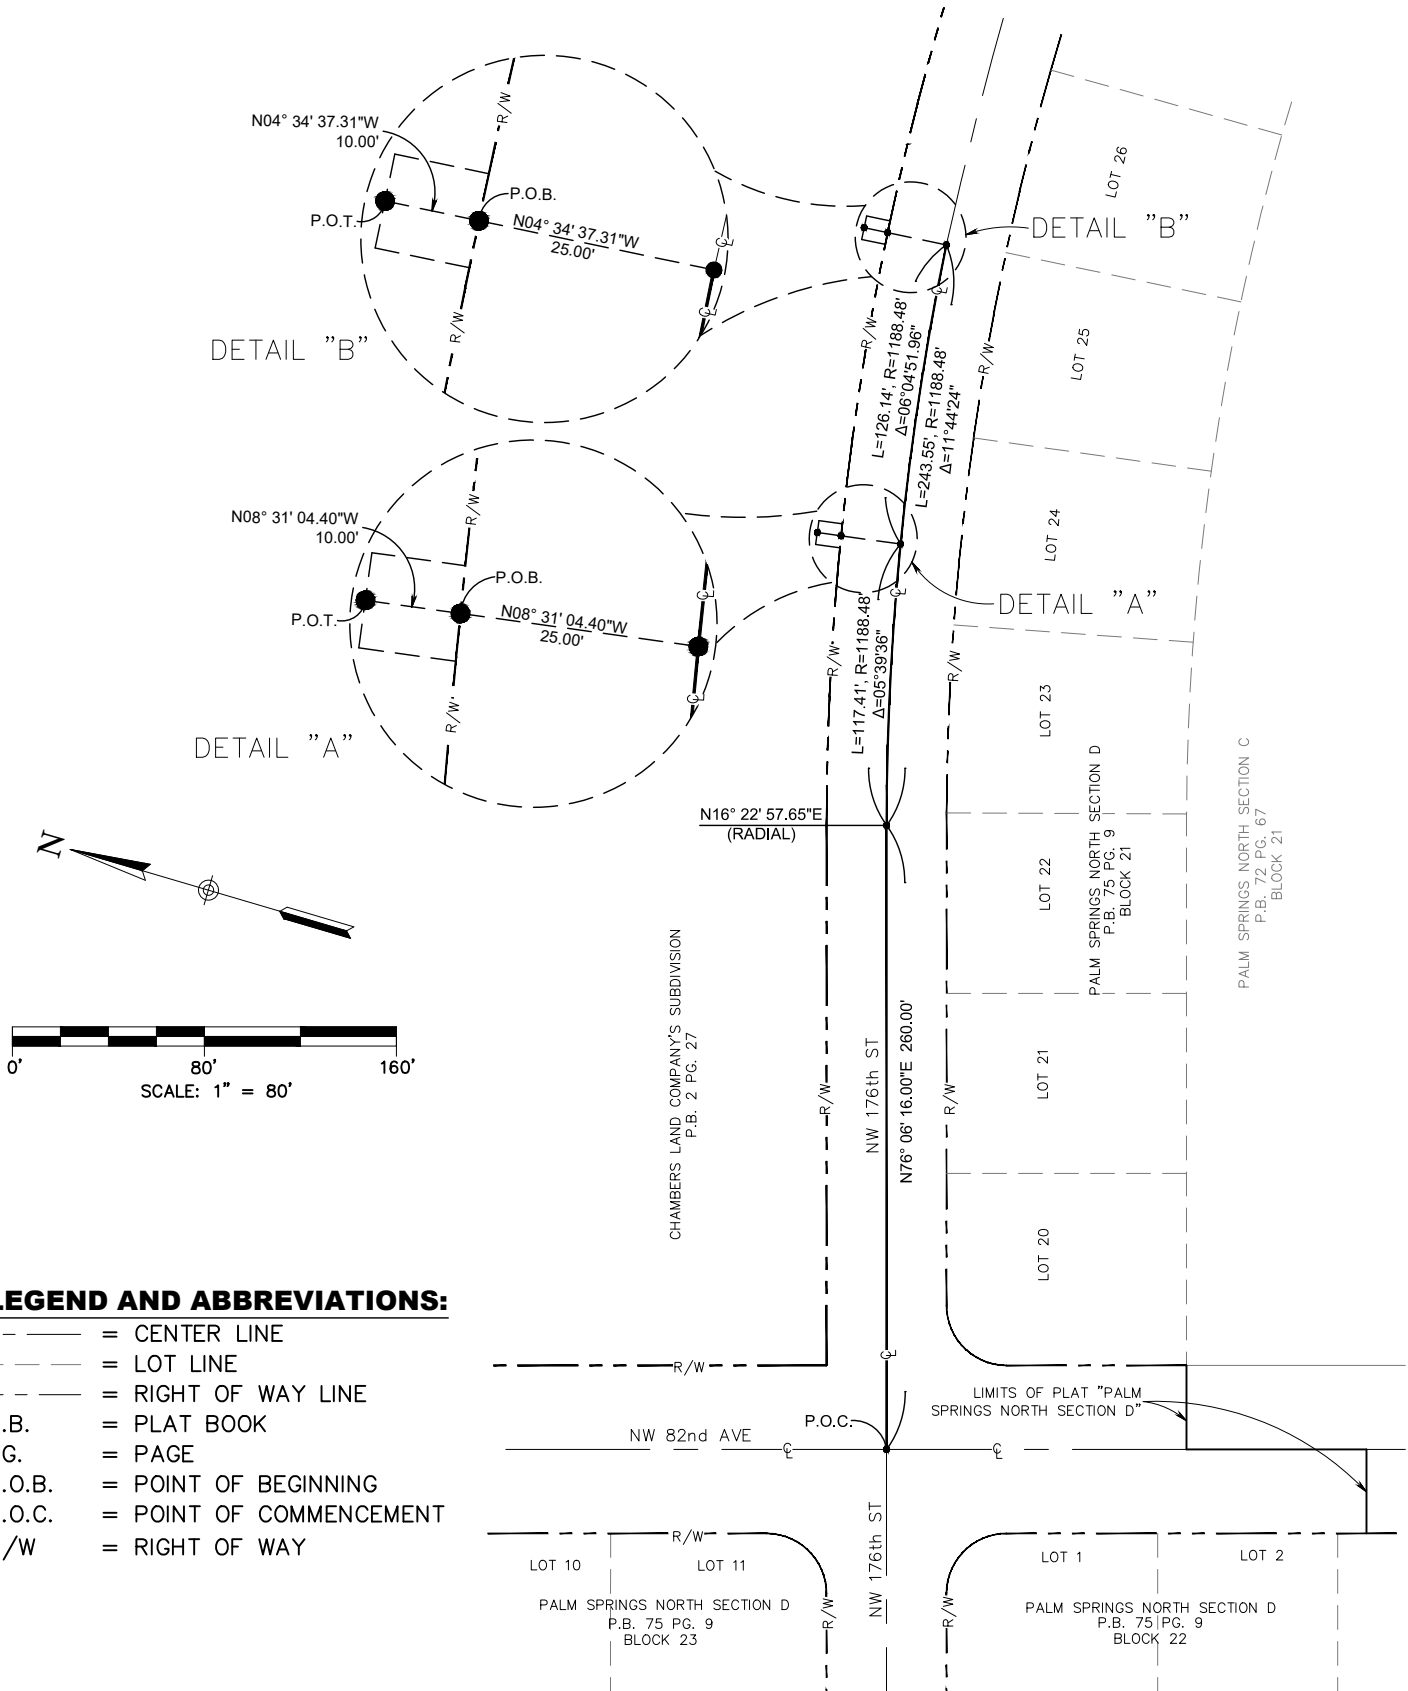 N04° 34' 37.31"W
10.00'
R/W
P.O.B.
P.O.T.
N04° 34' 37.31"W
25.00'
℄
℄
R/W
DETAIL "B"
LOT 26
DETAIL "B"
℄
R/W
R/W
L=126.14', R=1188.48'
Δ=06°04'51.96"
L=243.55', R=1188.48'
Δ=11°44'24"
LOT 25
N08° 31' 04.40"W
10.00'
R/W
P.O.B.
P.O.T.
N08° 31' 04.40"W
25.00'
℄
℄
R/W
DETAIL "A"
LOT 24
DETAIL "A"
℄
R/W
R/W
L=117.41', R=1188.48'
Δ=05°39'36"
LOT 23
N16° 22' 57.65"E
(RADIAL)
N
0'
80'
160'
SCALE: 1" = 80'
CHAMBERS LAND COMPANY'S SUBDIVISION
P.B. 2 PG. 27
LOT 22
PALM SPRINGS NORTH SECTION D
P.B. 75 PG. 9
BLOCK 21
PALM SPRINGS NORTH SECTION C
P.B. 72 PG. 67
BLOCK 21
R/W
NW 176th ST
N76° 06' 16.00"E 260.00'
R/W
LOT 21
LOT 20
LEGEND AND ABBREVIATIONS:
= CENTER LINE
= LOT LINE
= RIGHT OF WAY LINE
.B. = PLAT BOOK
G. = PAGE
.O.B. = POINT OF BEGINNING
.O.C. = POINT OF COMMENCEMENT
/W = RIGHT OF WAY
℄
R/W
LIMITS OF PLAT "PALM
SPRINGS NORTH SECTION D"
P.O.C.
NW 82nd AVE
℄
℄
NW 176th ST
R/W
R/W
R/W
LOT 10
LOT 11
PALM SPRINGS NORTH SECTION D
P.B. 75 PG. 9
BLOCK 23
LOT 1
LOT 2
PALM SPRINGS NORTH SECTION D
P.B. 75 PG. 9
BLOCK 22